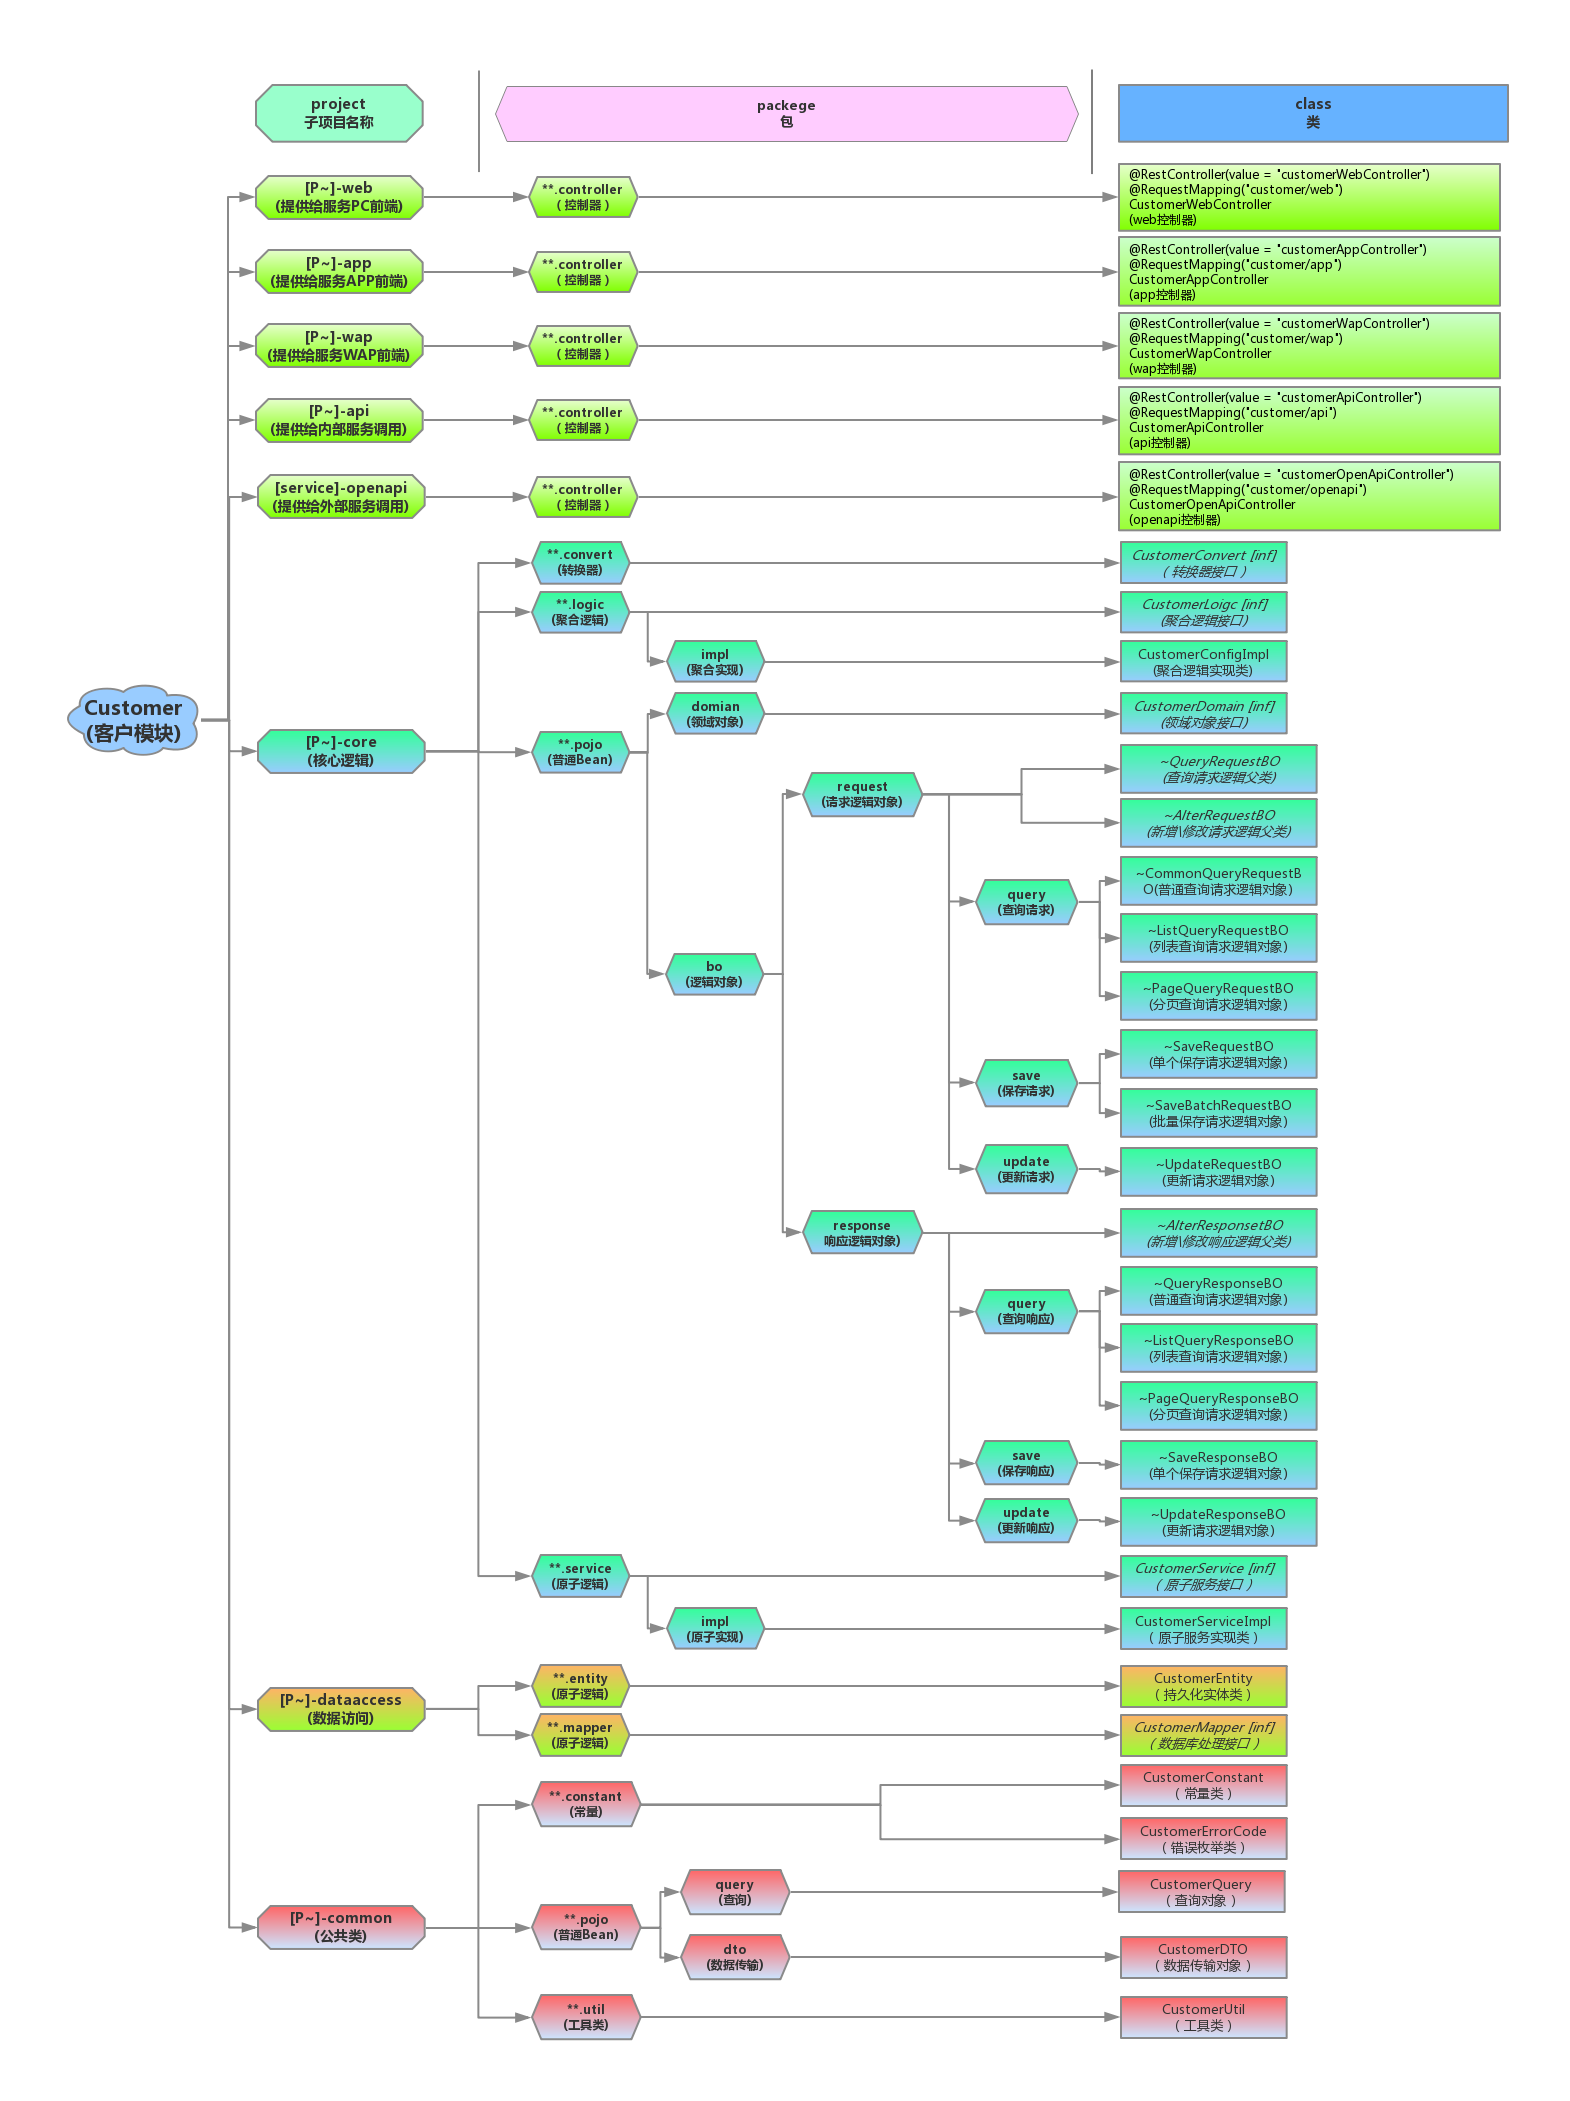 project
子项目名称
packege
包
class
类
[P~]-web
(提供给服务PC前端)
**.controller
( 控制器 )
@RestController(value = "customerWebController")
@RequestMapping("customer/web")
CustomerWebController
(web控制器)
[P~]-app
(提供给服务APP前端)
**.controller
( 控制器 )
@RestController(value = "customerAppController")
@RequestMapping("customer/app")
CustomerAppController
(app控制器)
[P~]-wap
(提供给服务WAP前端)
**.controller
( 控制器 )
@RestController(value = "customerWapController")
@RequestMapping("customer/wap")
CustomerWapController
(wap控制器)
[P~]-api
(提供给内部服务调用)
**.controller
( 控制器 )
@RestController(value = "customerApiController")
@RequestMapping("customer/api")
CustomerApiController
(api控制器)
[service]-openapi
(提供给外部服务调用)
**.controller
( 控制器 )
@RestController(value = "customerOpenApiController")
@RequestMapping("customer/openapi")
CustomerOpenApiController
(openapi控制器)
Customer
(客户模块)
[P~]-core
(核心逻辑)
**.convert
(转换器)
CustomerConvert [inf]
( 转换器接口 )
**.logic
(聚合逻辑)
CustomerLoigc [inf]
(聚合逻辑接口)
impl
(聚合实现)
CustomerConfigImpl
(聚合逻辑实现类)
**.pojo
(普通Bean)
domian
(领域对象)
CustomerDomain [inf]
(领域对象接口)
bo
(逻辑对象)
request
(请求逻辑对象)
~QueryRequestBO
(查询请求逻辑父类)
~AlterRequestBO
(新增\修改请求逻辑父类)
query
(查询请求)
~CommonQueryRequestB
O(普通查询请求逻辑对象)
~ListQueryRequestBO
(列表查询请求逻辑对象)
~PageQueryRequestBO
(分页查询请求逻辑对象)
save
(保存请求)
~SaveRequestBO
(单个保存请求逻辑对象)
~SaveBatchRequestBO
(批量保存请求逻辑对象)
update
(更新请求)
~UpdateRequestBO
(更新请求逻辑对象)
response
响应逻辑对象)
~AlterResponsetBO
(新增\修改响应逻辑父类)
query
(查询响应)
~QueryResponseBO
(普通查询请求逻辑对象)
~ListQueryResponseBO
(列表查询请求逻辑对象)
~PageQueryResponseBO
(分页查询请求逻辑对象)
save
(保存响应)
~SaveResponseBO
(单个保存请求逻辑对象)
update
(更新响应)
~UpdateResponseBO
(更新请求逻辑对象)
**.service
(原子逻辑)
CustomerService [inf]
( 原子服务接口 )
impl
(原子实现)
CustomerServiceImpl
( 原子服务实现类 )
[P~]-dataaccess
(数据访问)
**.entity
(原子逻辑)
CustomerEntity
( 持久化实体类 )
**.mapper
(原子逻辑)
CustomerMapper [inf]
( 数据库处理接口 )
[P~]-common
(公共类)
**.constant
(常量)
CustomerConstant
( 常量类 )
CustomerErrorCode
( 错误枚举类 )
**.pojo
(普通Bean)
query
(查询)
CustomerQuery
( 查询对象 )
dto
(数据传输)
CustomerDTO
( 数据传输对象 )
**.util
(工具类)
CustomerUtil
( 工具类 )